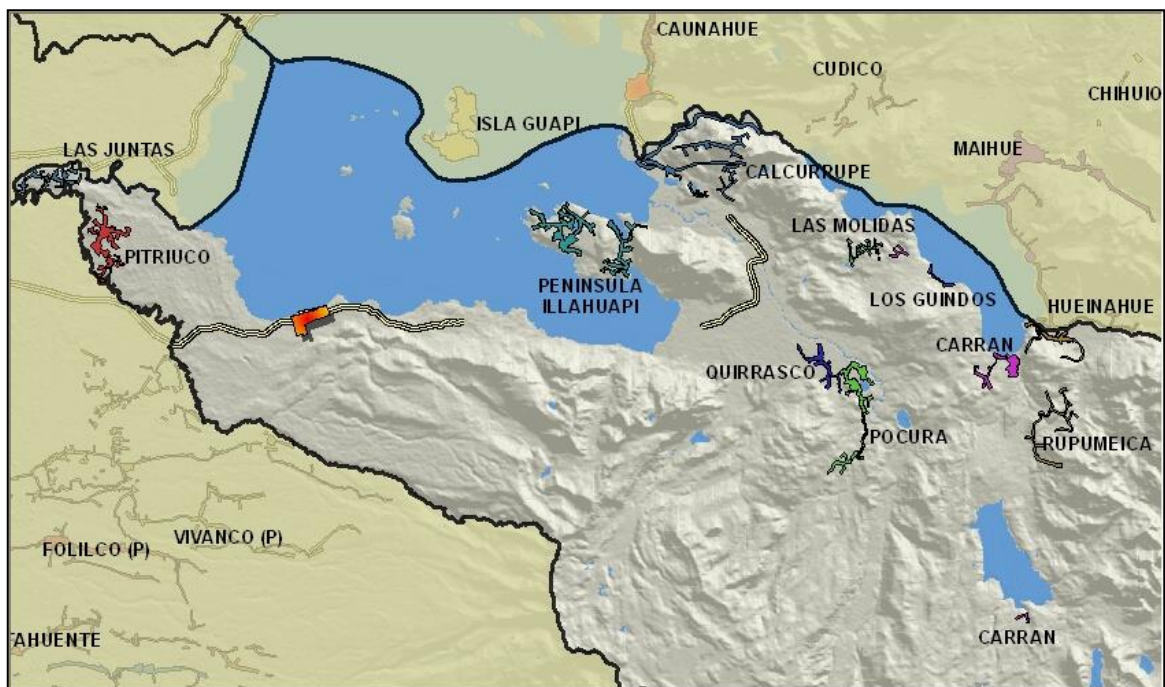 CAUNAHUE
CUDICO
CHIHUIO
ISLA GUAPI
LAS JUNTAS
MAIHUE
CALCURRUPE
LAS MOLIDAS
PITRIUCO
PENINSULA
ILLAHUAPI
LOS GUINDOS
HUEINAHUE
CARRAN
QUIRRASCO
POCURA
RUPUMEICA
VIVANCO (P)
FOLILCO (P)
TAHUENTE
CARRAN